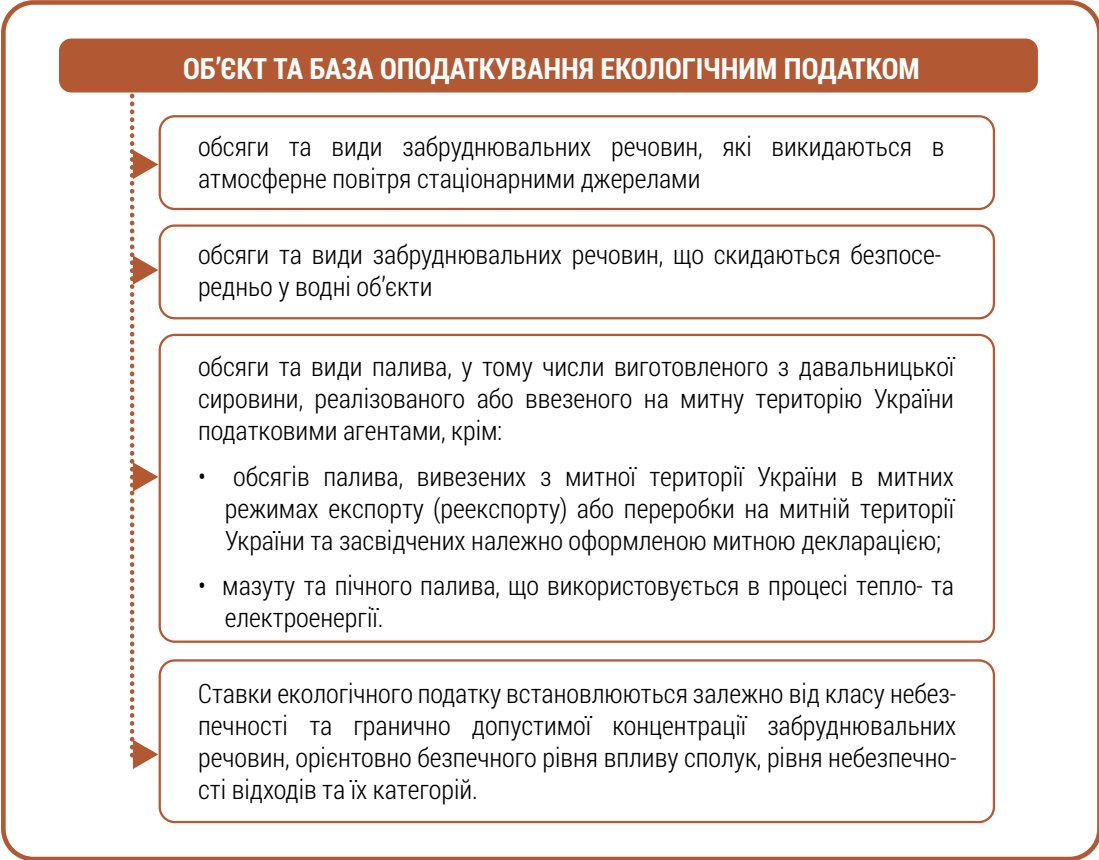 ОБ’ЄКТ ТА БАЗА ОПОДАТКУВАННЯ ЕКОЛОГІЧНИМ ПОДАТКОМ
обсяги та види забруднювальних речовин, які викидаються в
атмосферне повітря стаціонарними джерелами
обсяги та види забруднювальних речовин, що скидаються безпосе-
редньо у водні об’єкти
обсяги та види палива, у тому числі виготовленого з давальницької
сировини, реалізованого або ввезеного на митну територію України
податковими агентами, крім:
• обсягів палива, вивезених з митної території України в митних
режимах експорту (реекспорту) або переробки на митній території
України та засвідчених належно оформленою митною декларацією;
• мазуту та пічного палива, що використовується в процесі тепло- та
електроенергії.
Ставки екологічного податку встановлюються залежно від класу небез-
печності та гранично допустимої концентрації забруднювальних
речовин, орієнтовно безпечного рівня впливу сполук, рівня небезпечно-
сті відходів та їх категорій.